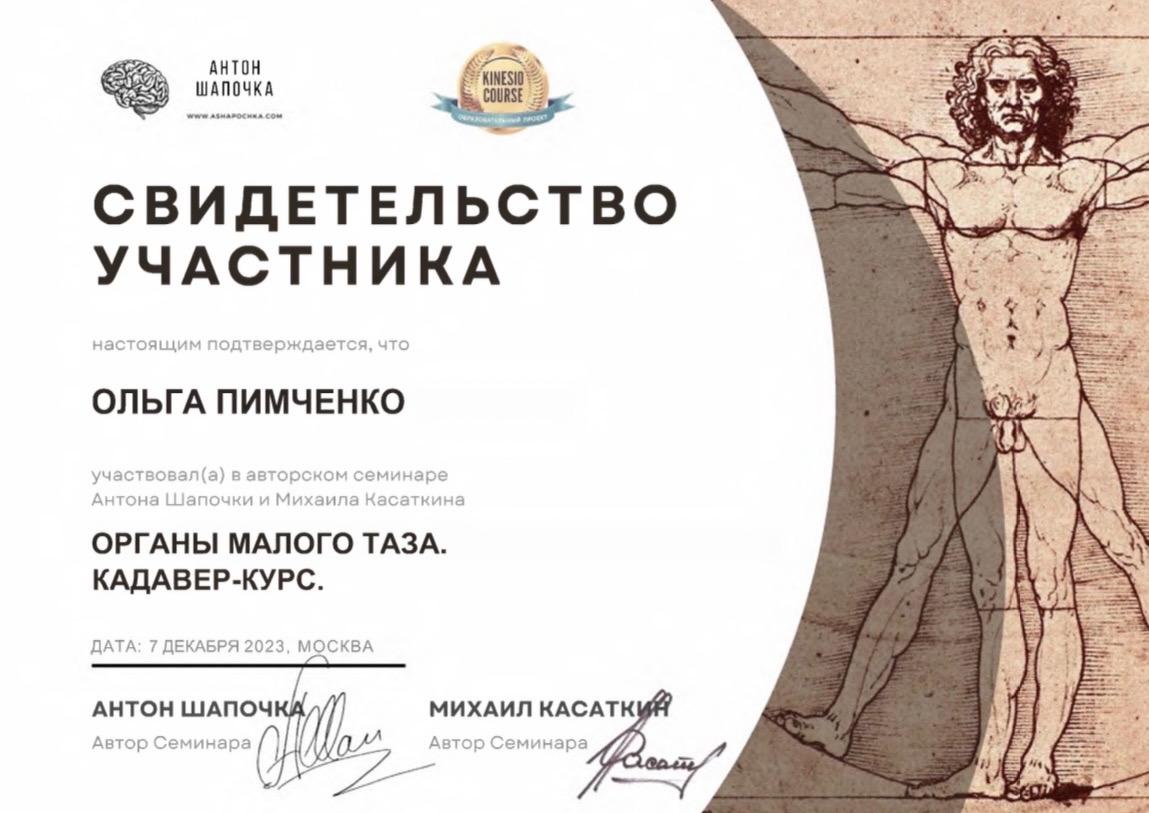 АНТОН
ШАПОЧКА
WWW.ASHAPOCHKA.COM
KINESIO
COURSE
ОБРАЗОВАТЕЛЬНЫЙ ПРОЕКТ
СВИДЕТЕЛЬСТВО
УЧАСТНИКА
настоящим подтверждается, что
ОЛЬГА ПИМЧЕНКО
участвовал(а) в авторском семинаре
Антона Шапочки и Михаила Касаткина
ОРГАНЫ МАЛОГО ТАЗА.
КАДАВЕР-КУРС.
ДАТА: 7 ДЕКАБРЯ 2023, МОСКВА
АНТОН ШАПОЧКА
Автор Семинара
МИХАИЛ КАСАТКИН
Автор Семинара